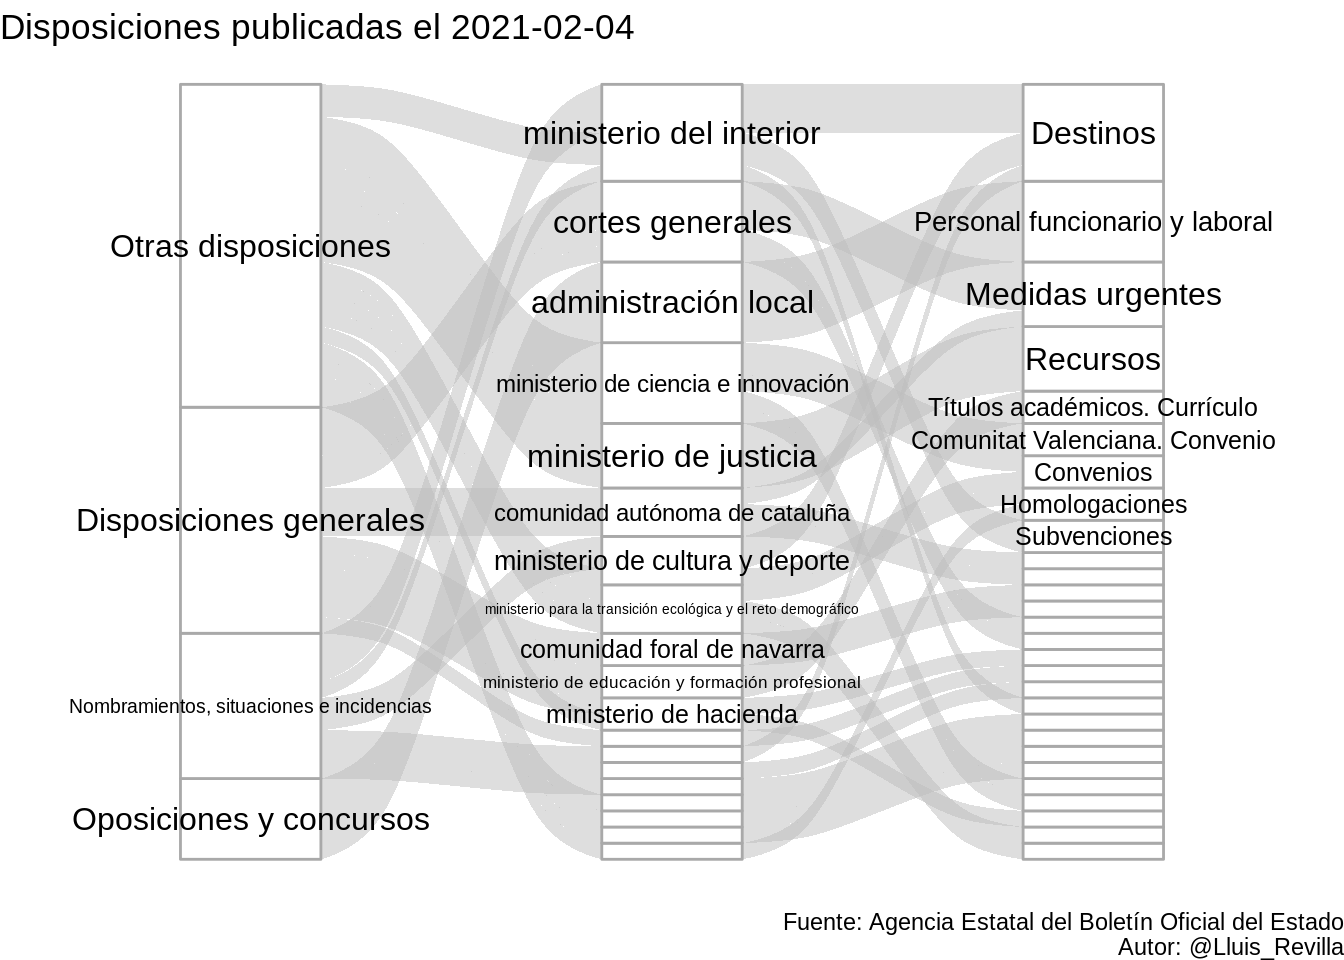 Disposiciones publicadas el 2021-02-04
Otras disposiciones
Disposiciones generales
Nombramientos, situaciones e incidencias
Oposiciones y concursos
ministerio del interior
cortes generales
administración local
ministerio de ciencia e innovación
ministerio de justicia
comunidad autónoma de cataluña
ministerio de cultura y deporte
ministerio para la transición ecológica y el reto demográfico
comunidad foral de navarra
ministerio de educación y formación profesional
ministerio de hacienda
Destinos
Personal funcionario y laboral
Medidas urgentes
Recursos
Títulos académicos. Currículo
Comunitat Valenciana. Convenio
Convenios
Homologaciones
Subvenciones
Fuente: Agencia Estatal del Boletín Oficial del Estado
Autor: @Lluis_Revilla